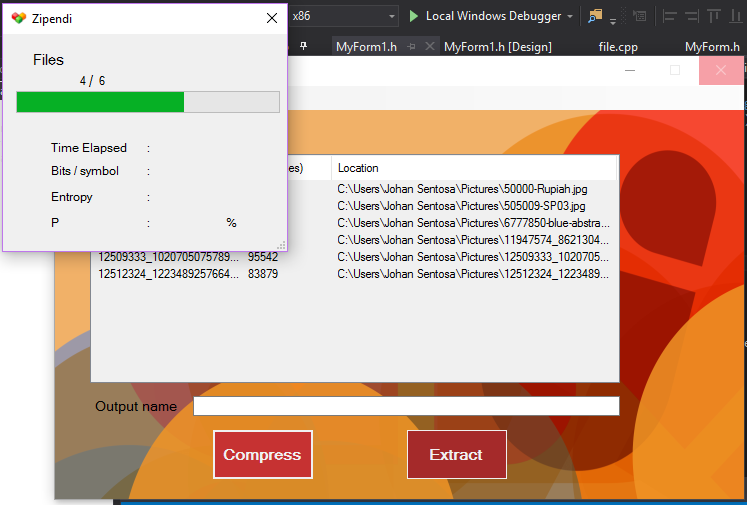 Zipendi
x86
Local Windows Debugger
MyForm1.h
MyForm1.h [Design]
file.cpp
MyForm.h
Files
4 / 6
Time Elapsed :
Bits / symbol :
Entropy :
P : %
es) Location
C:\Users\Johan Sentosa\Pictures\50000-Rupiah.jpg
C:\Users\Johan Sentosa\Pictures\505009-SP03.jpg
C:\Users\Johan Sentosa\Pictures\6777850-blue-abstra...
C:\Users\Johan Sentosa\Pictures\11947574_8621304...
12509333_1020705075789... 95542 C:\Users\Johan Sentosa\Pictures\12509333_1020705...
12512324_1223489257664... 83879 C:\Users\Johan Sentosa\Pictures\12512324_1223489...
Output name
Compress
Extract